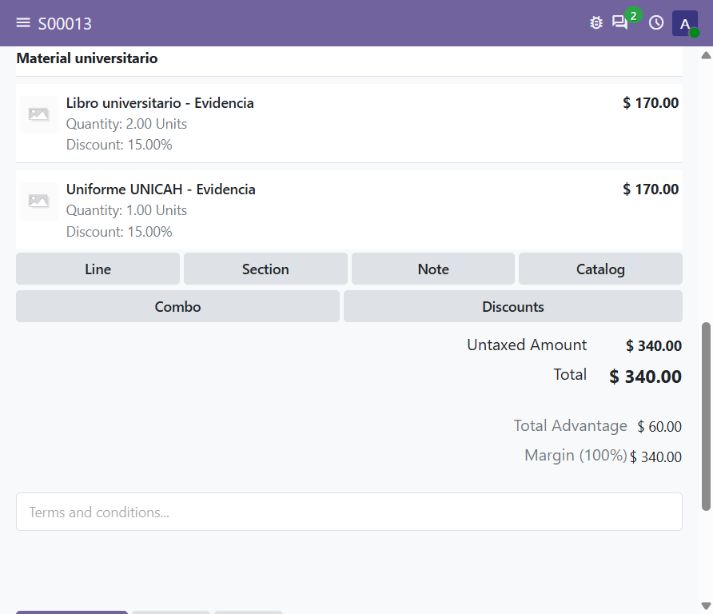 S00013
2
A
Material universitario
Libro universitario - Evidencia
$ 170.00
Quantity: 2.00 Units
Discount: 15.00%
Uniforme UNICAH - Evidencia
$ 170.00
Quantity: 1.00 Units
Discount: 15.00%
Line
Section
Note
Catalog
Combo
Discounts
Untaxed Amount $ 340.00
Total $ 340.00
Total Advantage $ 60.00
Margin (100%) $ 340.00
Terms and conditions...